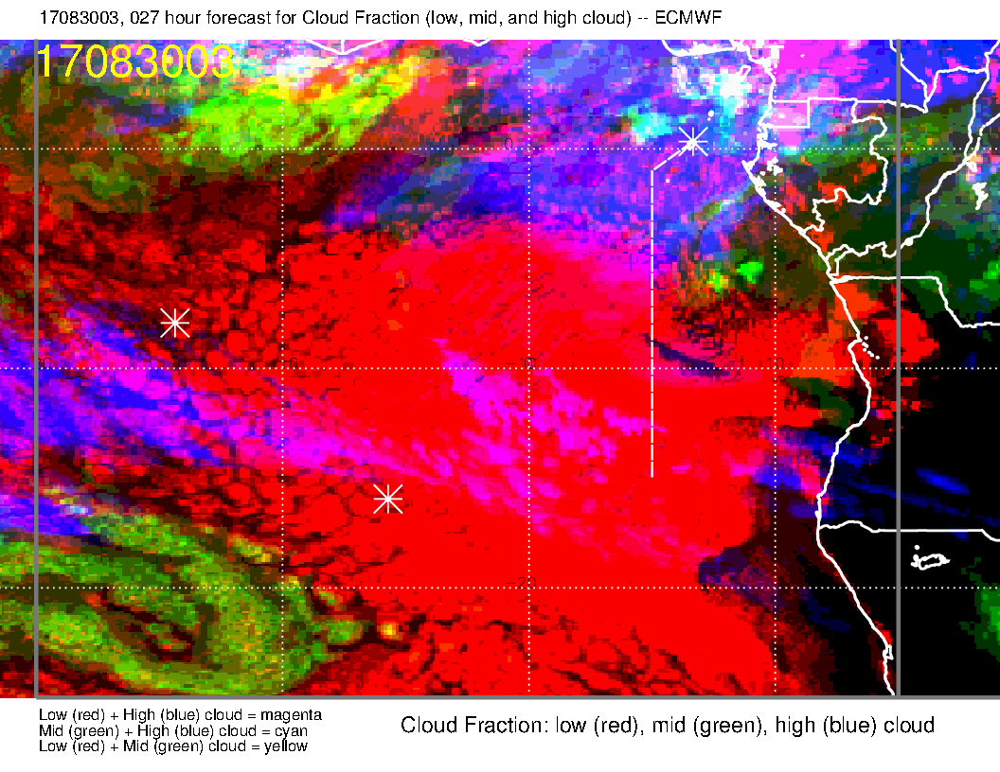 17083003, 027 hour forecast for Cloud Fraction (low, mid, and high cloud) -- ECMWF
17083003
0
-10
-20
Low (red) + High (blue) cloud = magenta
Mid (green) + High (blue) cloud = cyan
Low (red) + Mid (green) cloud = yellow
Cloud Fraction: low (red), mid (green), high (blue) cloud